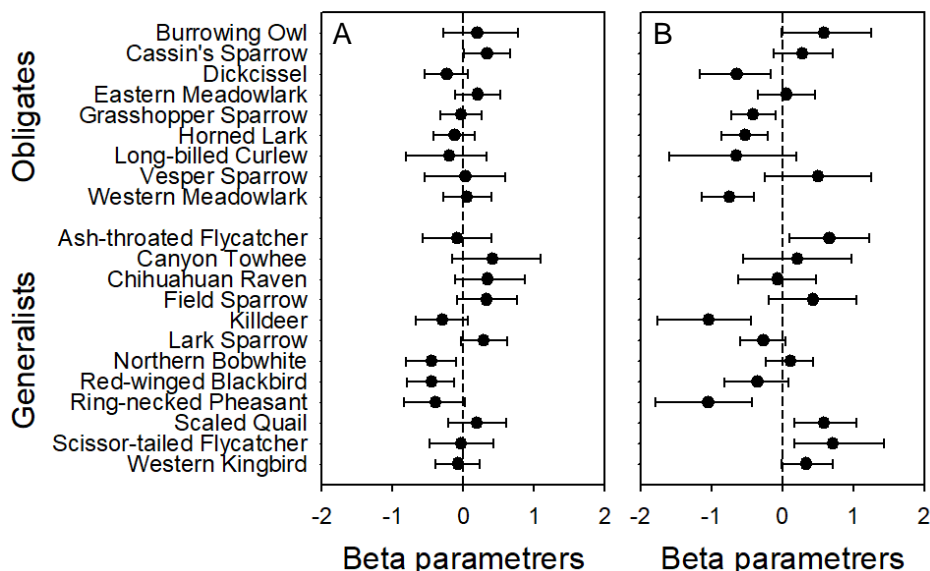 A
B
Obligates
Burrowing Owl
Cassin's Sparrow
Dickcissel
Eastern Meadowlark
Grasshopper Sparrow
Horned Lark
Long-billed Curlew
Vesper Sparrow
Western Meadowlark
Generalists
Ash-throated Flycatcher
Canyon Towhee
Chihuahuan Raven
Field Sparrow
Killdeer
Lark Sparrow
Northern Bobwhite
Red-winged Blackbird
Ring-necked Pheasant
Scaled Quail
Scissor-tailed Flycatcher
Western Kingbird
-2 -1 0 1 2
-2 -1 0 1 2
Beta parametrers
Beta parametrers